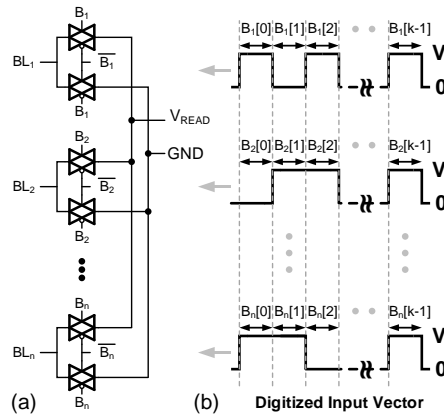 B1
BL1
B1
B1
VREAD
GND
B2
BL2
B2
B2
Bn
BLn
Bn
Bn
(a)
B1[0] B1[1] B1[2] B1[k-1]
V
0
B2[0] B2[1] B2[2] B2[k-1]
V
0
Bn[0] Bn[1] Bn[2] Bn[k-1]
V
0
(b) Digitized Input Vector